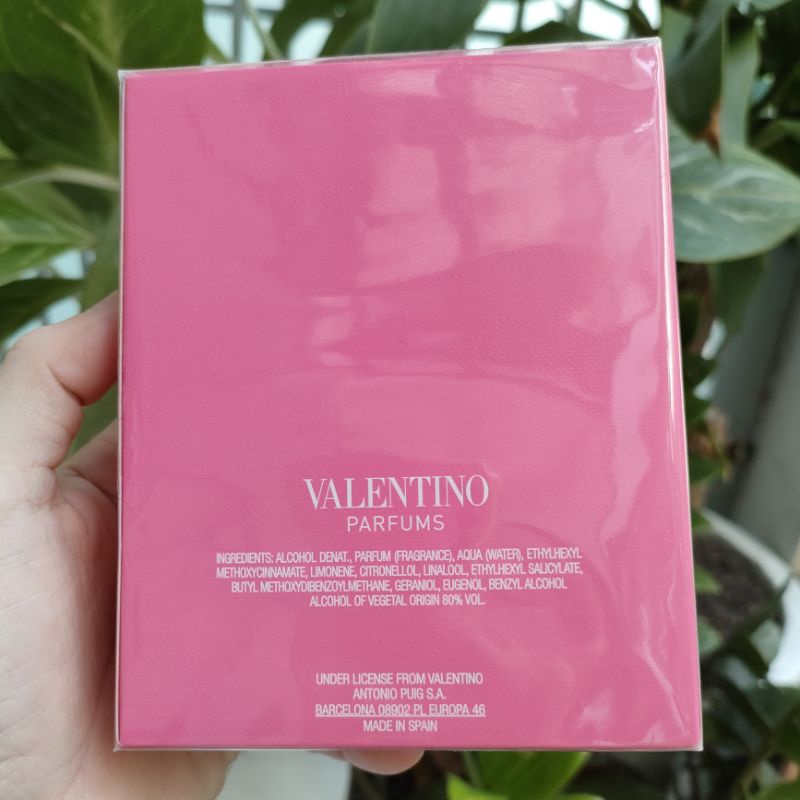 VALENTINO
PARFUMS
INGREDIENTS: ALCOHOL DENAT., PARFUM (FRAGRANCE), AQUA (WATER), ETHYLHEXYL
METHOXYCINNAMATE, LIMONENE, CITRONELLOL, LINALOOL, ETHYLHEXYL SALICYLATE,
BUTYL METHOXYDIBENZOYLMETHANE, GERANIOL, EUGENOL, BENZYL ALCOHOL
ALCOHOL OF VEGETAL ORIGIN 80% VOL.
UNDER LICENSE FROM VALENTINO
ANTONIO PUIG S.A.
BARCELONA 08902 PL EUROPA 46
MADE IN SPAIN